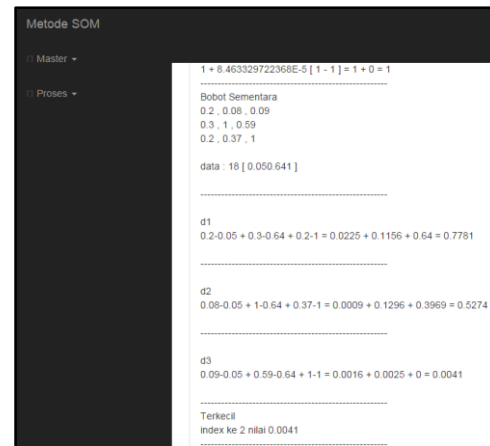 Metode SOM
Master
Proses
1 + 8.463329722368E-5 [ 1 - 1 ] = 1 + 0 = 1
------------------------------------------------------
Bobot Sementara
0.2 , 0.08 , 0.09
0.3 , 1 , 0.59
0.2 , 0.37 , 1
data : 18 [ 0.050.641 ]
------------------------------------------------------
d1
0.2-0.05 + 0.3-0.64 + 0.2-1 = 0.0225 + 0.1156 + 0.64 = 0.7781
------------------------------------------------------
d2
0.08-0.05 + 1-0.64 + 0.37-1 = 0.0009 + 0.1296 + 0.3969 = 0.5274
------------------------------------------------------
d3
0.09-0.05 + 0.59-0.64 + 1-1 = 0.0016 + 0.0025 + 0 = 0.0041
------------------------------------------------------
Terkecil
index ke 2 nilai 0.0041
------------------------------------------------------